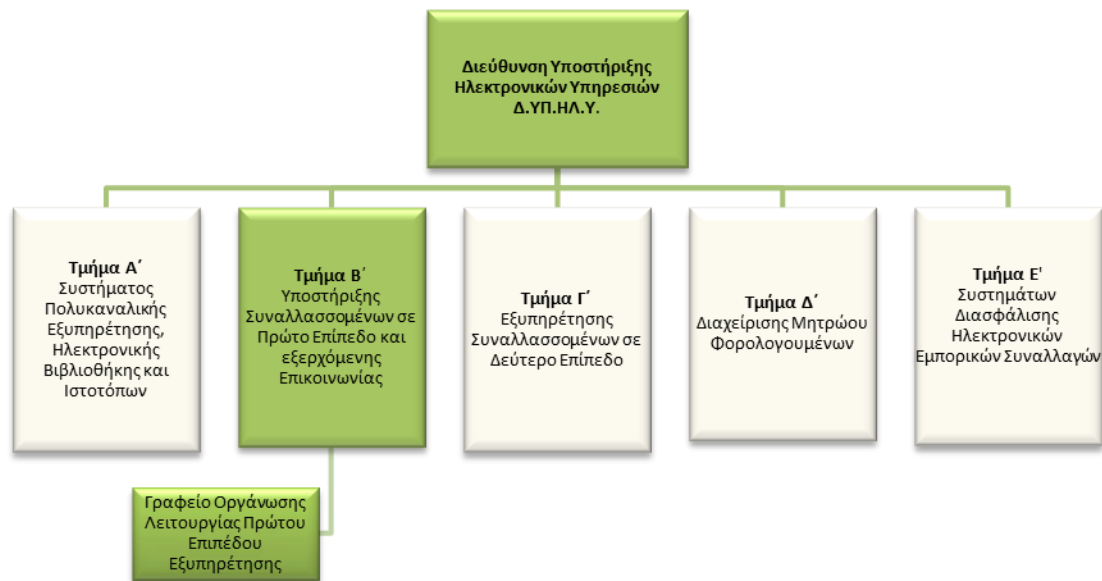 Διεύθυνση Υποστήριξης
Ηλεκτρονικών Υπηρεσιών
Δ.ΥΠ.ΗΛ.Υ.
Τμήμα Α΄
Συστήματος
Πολυκαναλικής
Εξυπηρέτησης,
Ηλεκτρονικής
Βιβλιοθήκης και
Ιστοτόπων
Τμήμα Β΄
Υποστήριξης
Συναλλασσομένων σε
Πρώτο Επίπεδο και
εξερχόμενης
Επικοινωνίας
Τμήμα Γ΄
Εξυπηρέτησης
Συναλλασσομένων σε
Δεύτερο Επίπεδο
Τμήμα Δ΄
Διαχείρισης Μητρώου
Φορολογουμένων
Τμήμα Ε'
Συστημάτων
Διασφάλισης
Ηλεκτρονικών
Εμπορικών Συναλλαγών
Γραφείο Οργάνωσης
Λειτουργίας Πρώτου
Επιπέδου
Εξυπηρέτησης